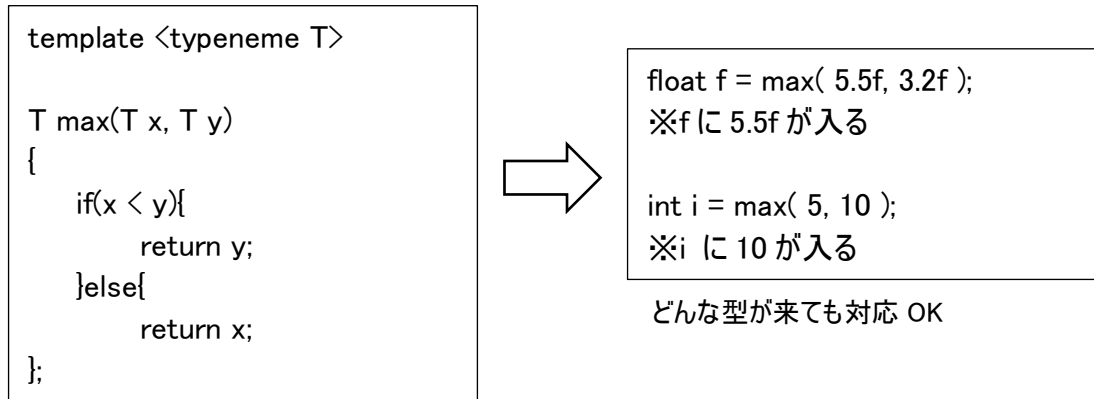 template <typeneme T>
T max(T x, T y)
{
if(x < y){
return y;
}else{
return x;
};
float f = max( 5.5f, 3.2f );
※f に 5.5f が入る
int i = max( 5, 10 );
※i に 10 が入る
どんな型が来ても対応 OK